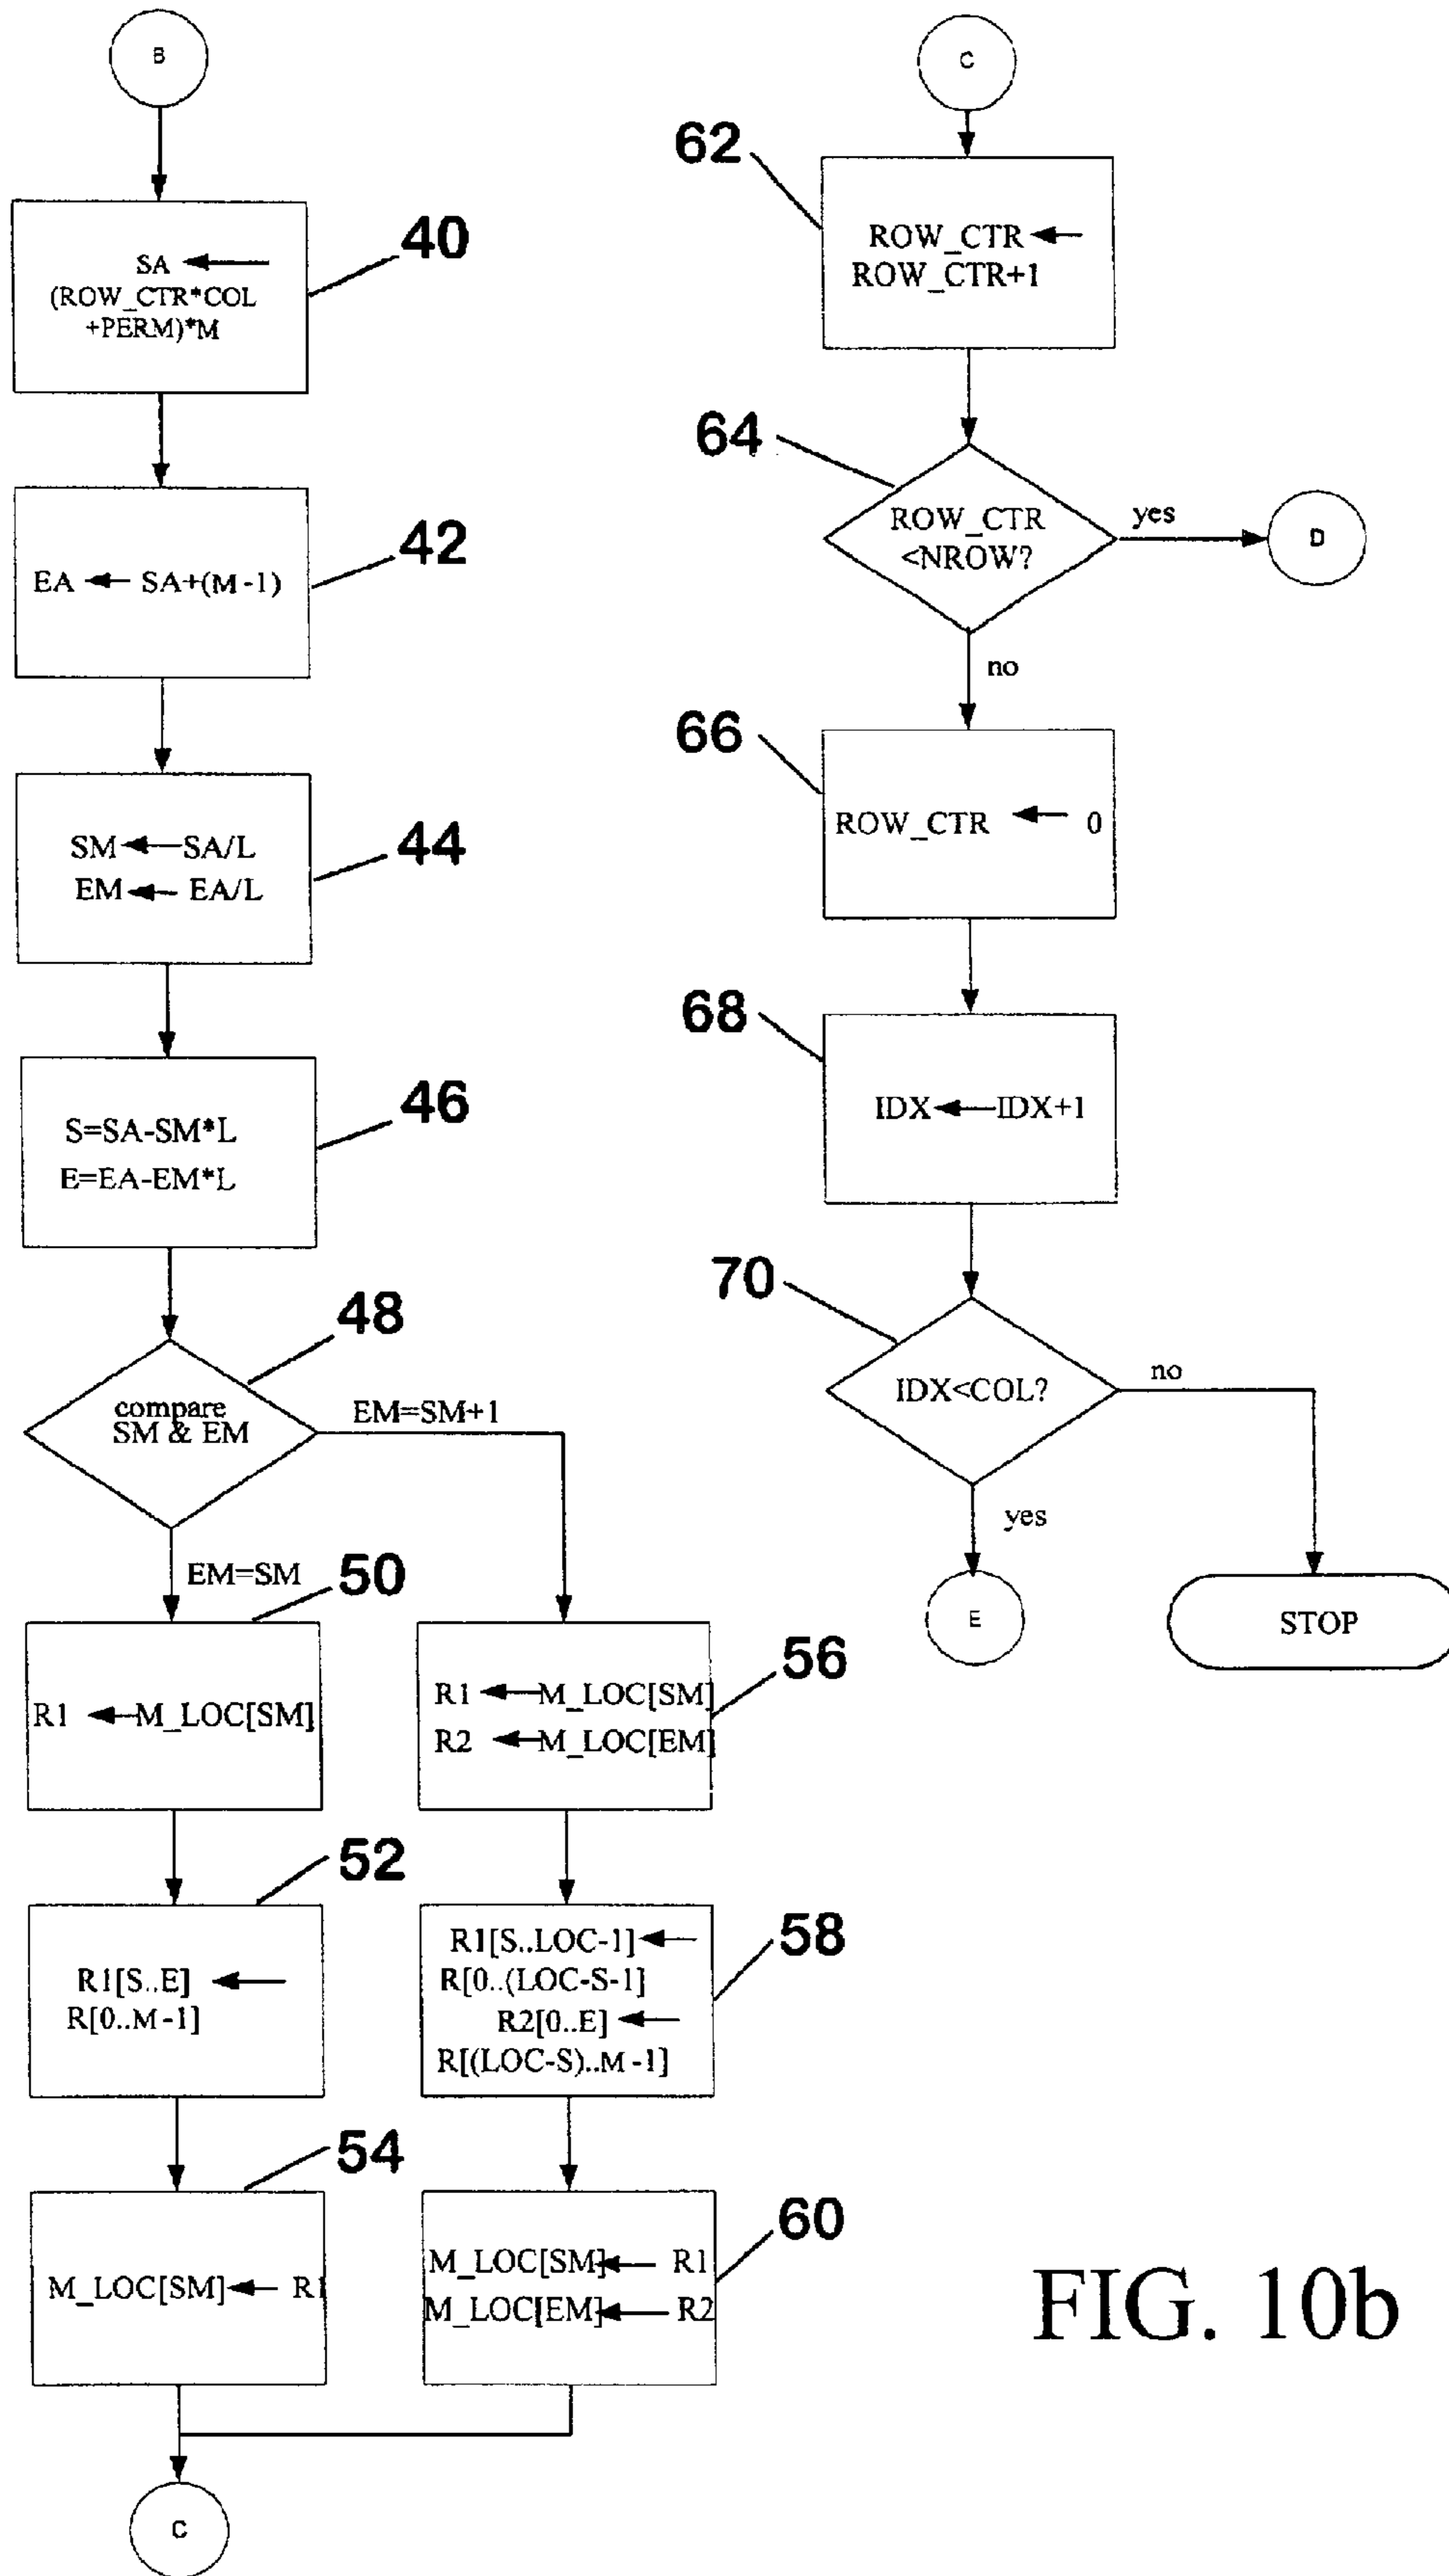 B
40
SA ←
(ROW_CTR*COL
+PERM)*M
42
EA ← SA+(M-1)
44
SM ← SA/L
EM ← EA/L
46
S=SA-SM*L
E=EA-EM*L
48
compare
SM & EM
EM=SM+1
EM=SM
50
R1 ← M_LOC[SM]
52
R1[S..E] ←
R[0..M-1]
54
M_LOC[SM] ← R1
56
R1 ← M_LOC[SM]
R2 ← M_LOC[EM]
58
R1[S..LOC-1] ←
R[0..(LOC-S-1]
R2[0..E] ←
R[(LOC-S)..M-1]
60
M_LOC[SM] ← R1
M_LOC[EM] ← R2
C
C
62
ROW_CTR ←
ROW_CTR+1
64
ROW_CTR
<NROW?
yes
D
no
66
ROW_CTR ← 0
68
IDX ← IDX+1
70
IDX<COL?
no
yes
E
STOP
FIG. 10b